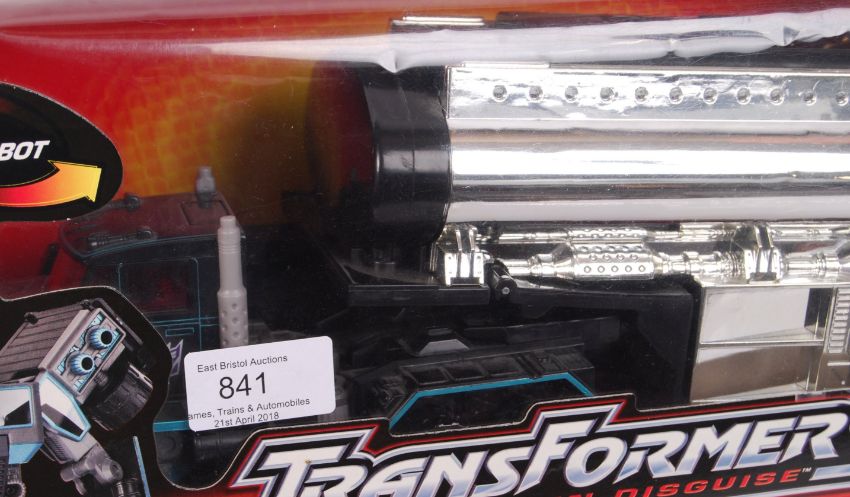 BOT
East Bristol Auctions
841
ames, Trains & Automobiles
21st April 2018
TRANSFORMER
N DISGUISE